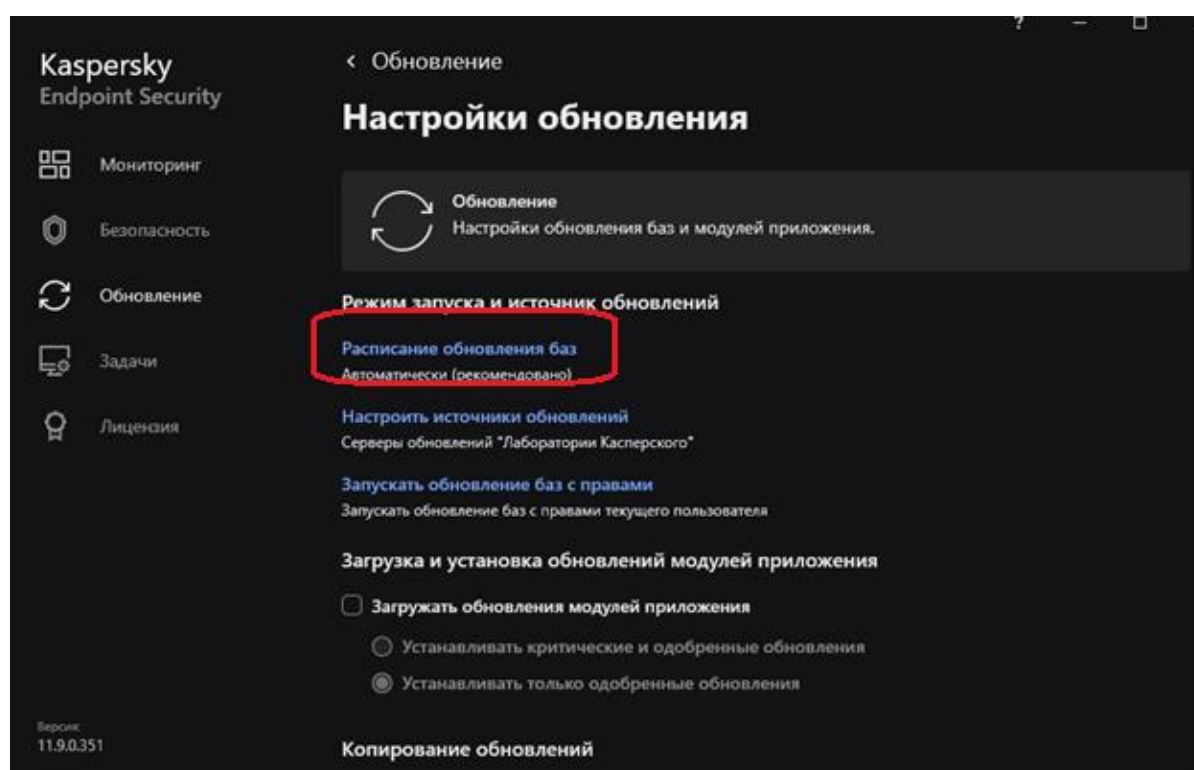 ?
Kaspersky
Endpoint Security
Мониторинг
Безопасность
Обновление
Задачи
Лицензия
Версия:
11.9.0.351
< Обновление
Настройки обновления
Обновление
Настройки обновления баз и модулей приложения.
Режим запуска и источник обновлений
Расписание обновления баз
Автоматически (рекомендовано)
Настроить источники обновлений
Серверы обновлений "Лаборатории Касперского"
Запускать обновление баз с правами
Запускать обновление баз с правами текущего пользователя
Загрузка и установка обновлений модулей приложения
Загружать обновления модулей приложения
Устанавливать критические и одобренные обновления
Устанавливать только одобренные обновления
Копирование обновлений